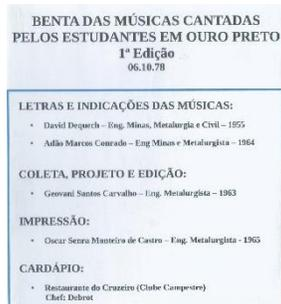 BENTA DAS MÚSICAS CANTADAS
PELOS ESTUDANTES EM OURO PRETO
1ª Edição
06.10.78
LETRAS E INDICAÇÕES DAS MÚSICAS:
• David Dequech – Eng. Minas, Metalurgia e Civil – 1955
• Adão Marcos Conrado – Eng Minas e Metalurgista – 1964
COLETA, PROJETO E EDIÇÃO:
• Geovani Santos Carvalho – Eng. Metalurgista – 1963
IMPRESSÃO:
• Oscar Senra Monteiro de Castro – Eng. Metalurgista - 1965
CARDÁPIO:
• Restaurante do Cruzeiro (Clube Campestre)
Chef: Debrot